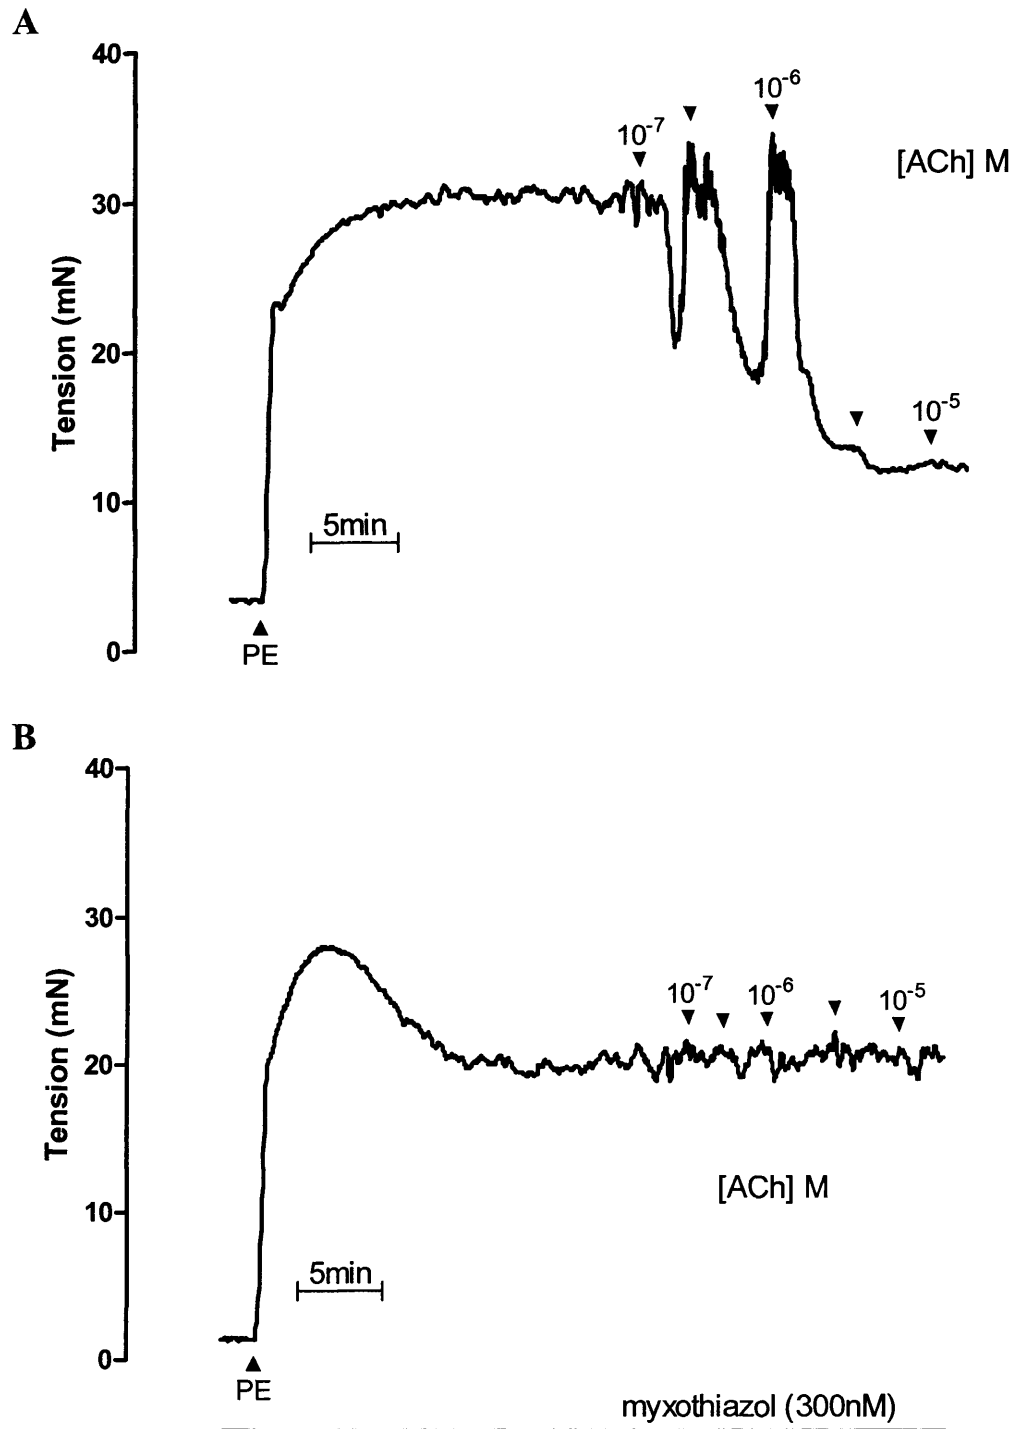 A
40
10⁻⁶
10⁻⁷
[ACh] M
30
Tension (mN)
20
10⁻⁵
10
5min
0
PE
B
40
30
10⁻⁷ 10⁻⁶ 10⁻⁵
Tension (mN)
20
[ACh] M
10
5min
0
PE
myxothiazol (300nM)